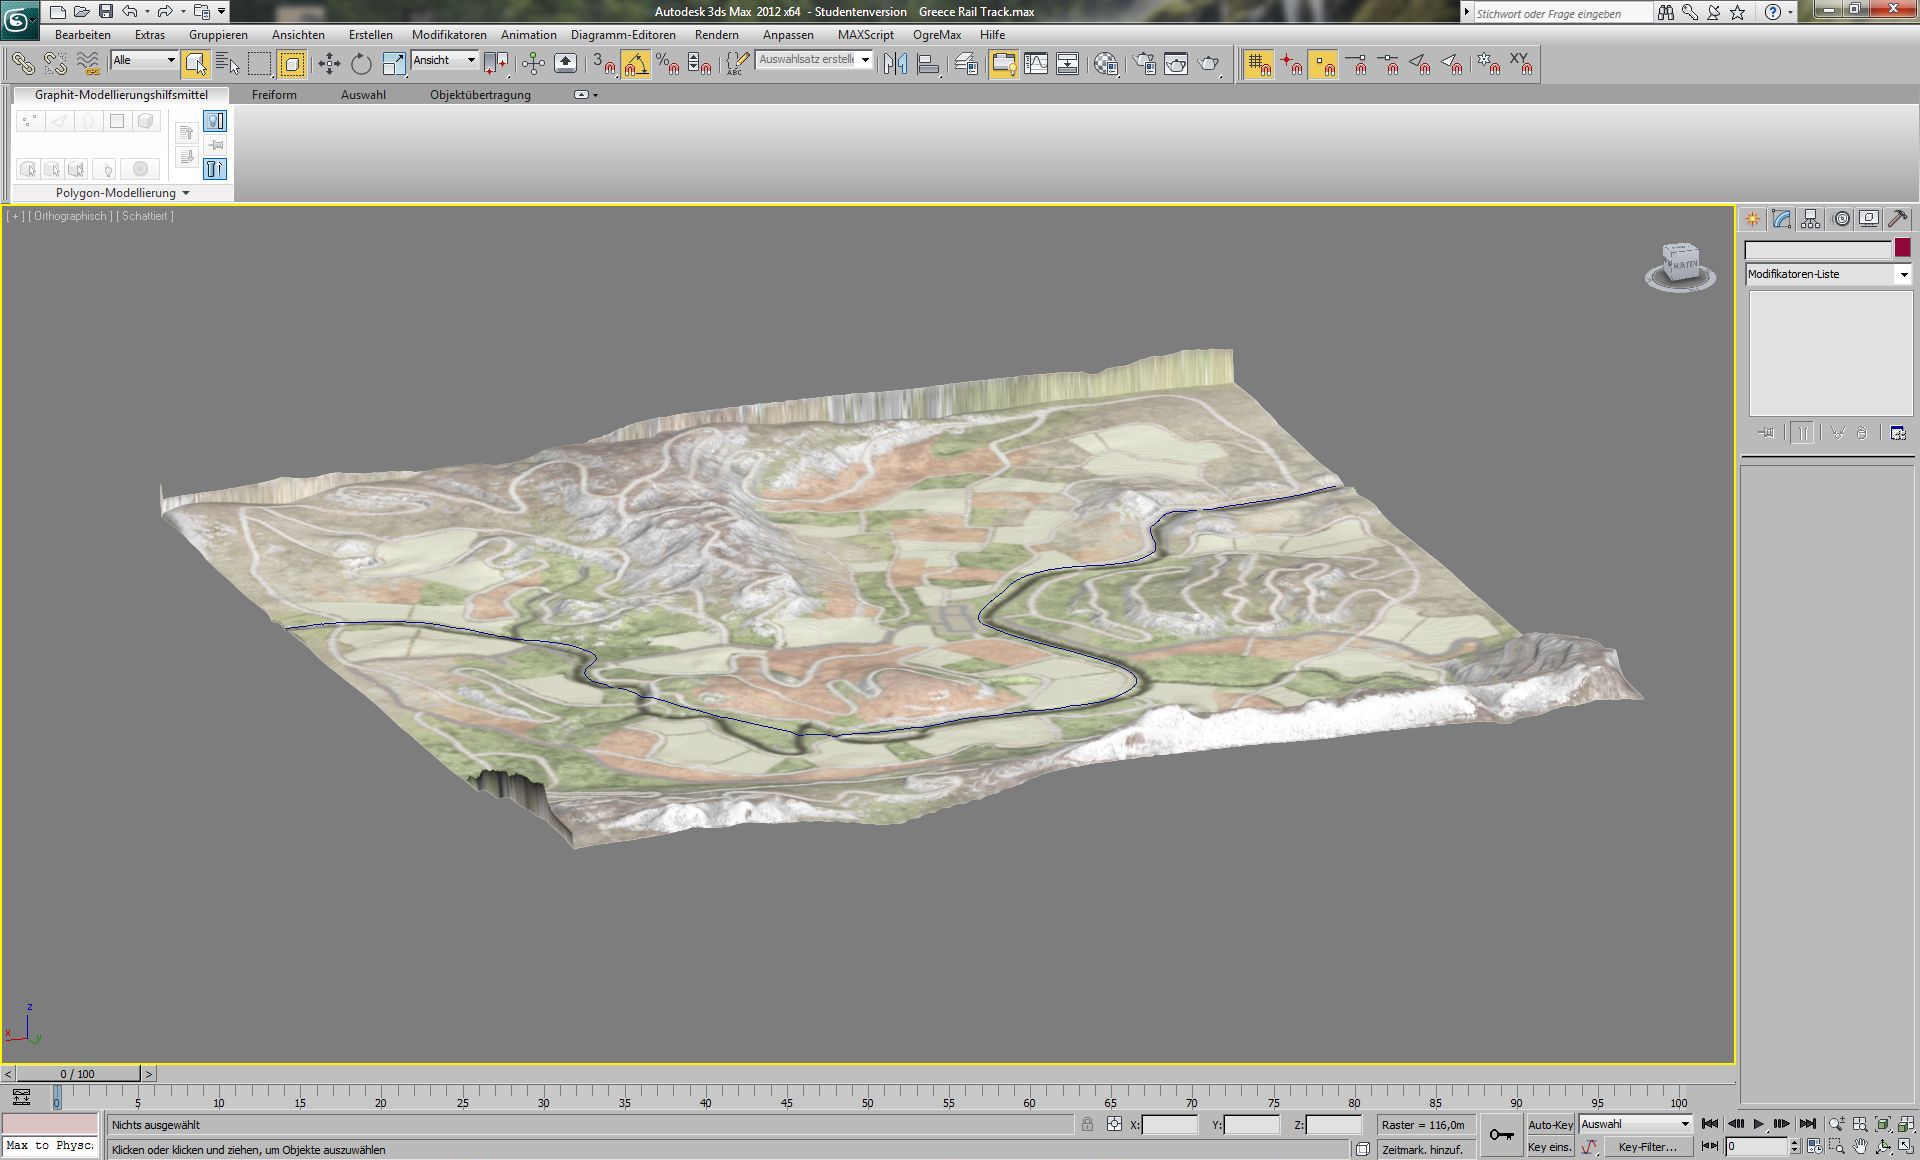 Autodesk 3ds Max 2012 x64 - Studentenversion Greece Rail Track.max
Stichwort oder Frage eingeben
Bearbeiten Extras Gruppieren Ansichten Erstellen Modifikatoren Animation Diagramm-Editoren Rendern Anpassen MAXScript OgreMax Hilfe
Alle Ansicht 3 % ABC Auswahlsatz erstelle XY
Graphit-Modellierungshilfsmittel Freiform Auswahl Objektübertragung
Polygon-Modellierung
[ + ] [ Orthographisch ] [ Schattiert ]
HINTEN
Modifikatoren-Liste
z
x
y
< 0 / 100 >
0 5 10 15 20 25 30 35 40 45 50 55 60 65 70 75 80 85 90 95 100
Nichts ausgewählt X: Y: Z: Raster = 116,0m Auto-Key Auswahl
Max to Physc: Klicken oder klicken und ziehen, um Objekte auszuwählen Zeitmark. hinzuf. Key eins. Key-Filter... 0